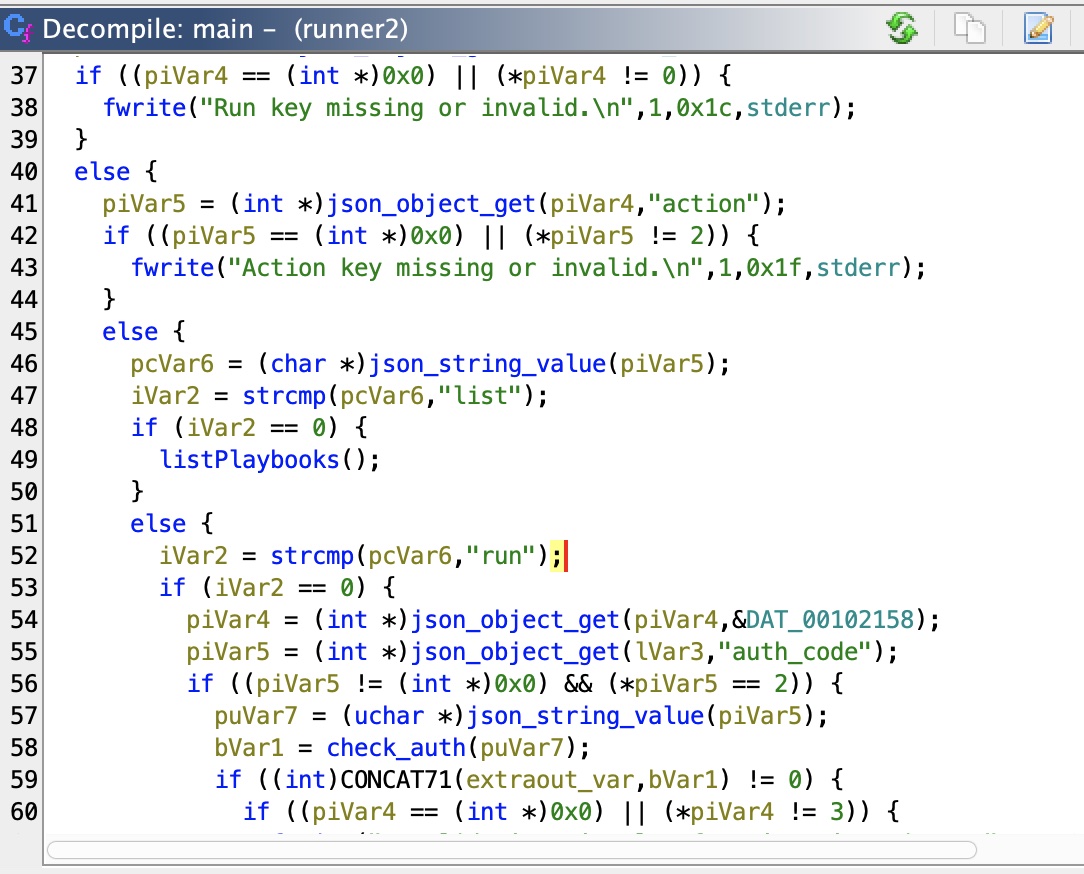 Decompile: main – (runner2)
37 if ((piVar4 == (int *)0x0) || (*piVar4 != 0)) {
38 fwrite("Run key missing or invalid.\n",1,0x1c,stderr);
39 }
40 else {
41 piVar5 = (int *)json_object_get(piVar4,"action");
42 if ((piVar5 == (int *)0x0) || (*piVar5 != 2)) {
43 fwrite("Action key missing or invalid.\n",1,0x1f,stderr);
44 }
45 else {
46 pcVar6 = (char *)json_string_value(piVar5);
47 iVar2 = strcmp(pcVar6,"list");
48 if (iVar2 == 0) {
49 listPlaybooks();
50 }
51 else {
52 iVar2 = strcmp(pcVar6,"run");
53 if (iVar2 == 0) {
54 piVar4 = (int *)json_object_get(piVar4,&DAT_00102158);
55 piVar5 = (int *)json_object_get(lVar3,"auth_code");
56 if ((piVar5 != (int *)0x0) && (*piVar5 == 2)) {
57 puVar7 = (uchar *)json_string_value(piVar5);
58 bVar1 = check_auth(puVar7);
59 if ((int)CONCAT71(extraout_var,bVar1) != 0) {
60 if ((piVar4 == (int *)0x0) || (*piVar4 != 3)) {